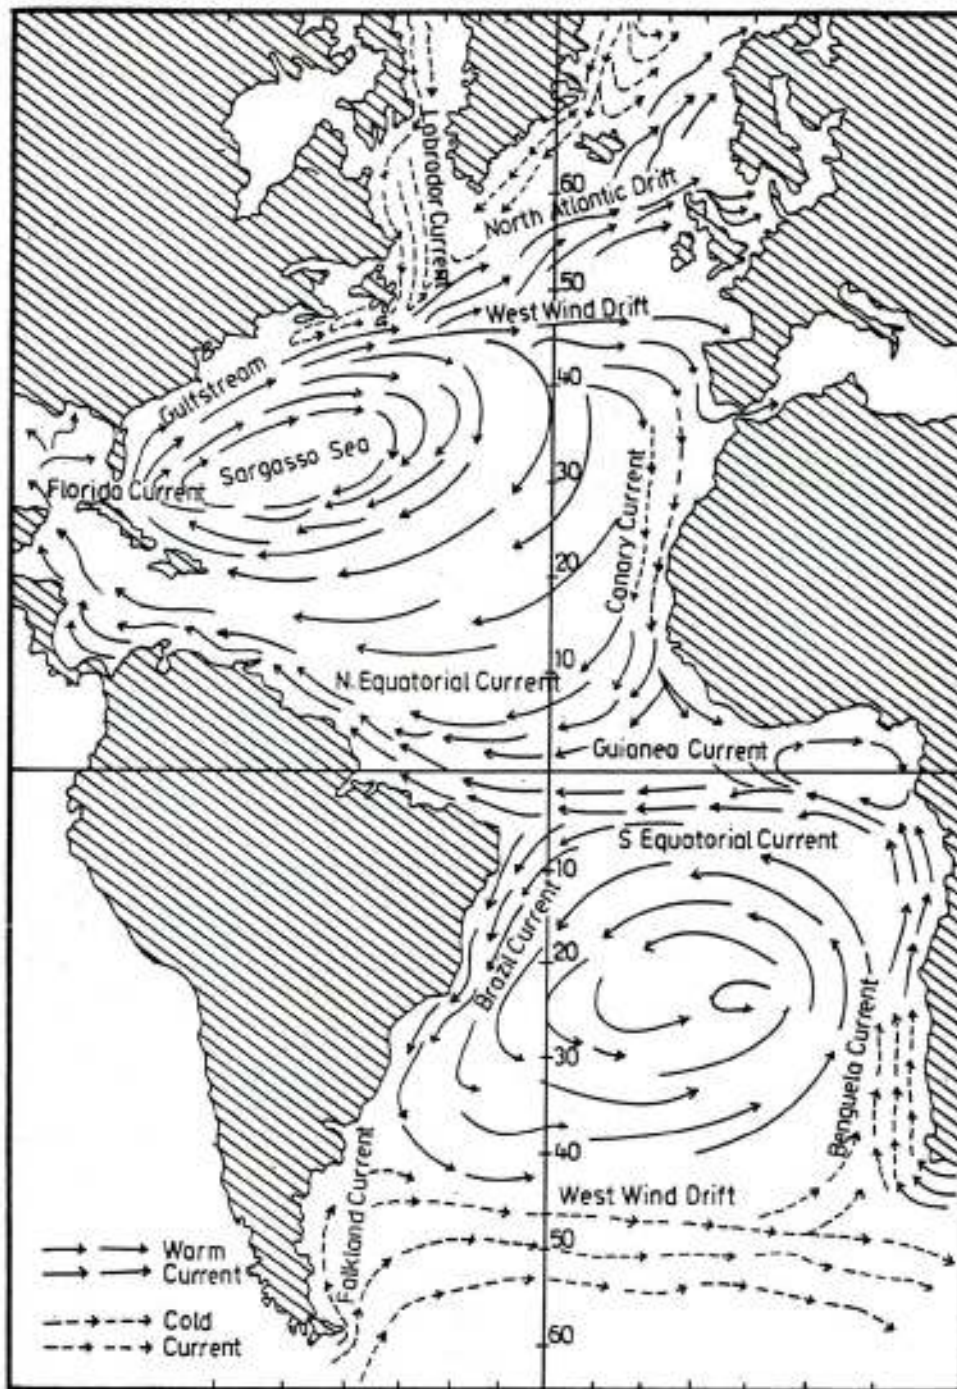 Labrador Current
60
North Atlantic Drift
50
West Wind Drift
40
Gulfstream
Sargasso Sea
30
Florida Current
Canary Current
20
10
N Equatorial Current
Guianea Current
S Equatorial Current
10
Brazil Current
20
Benguela Current
30
40
Falkland Current
West Wind Drift
50
60
Warm
Current
Cold
Current